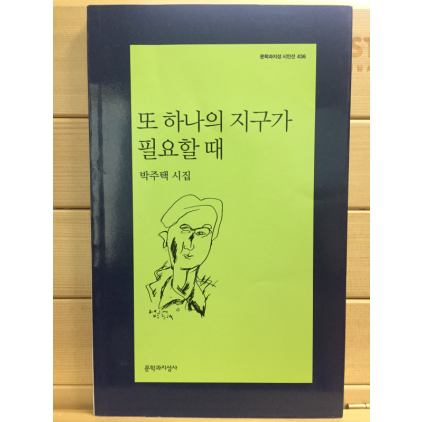 문학과지성 시인선 436
또 하나의 지구가
필요할 때
박주택 시집
문학과지성사